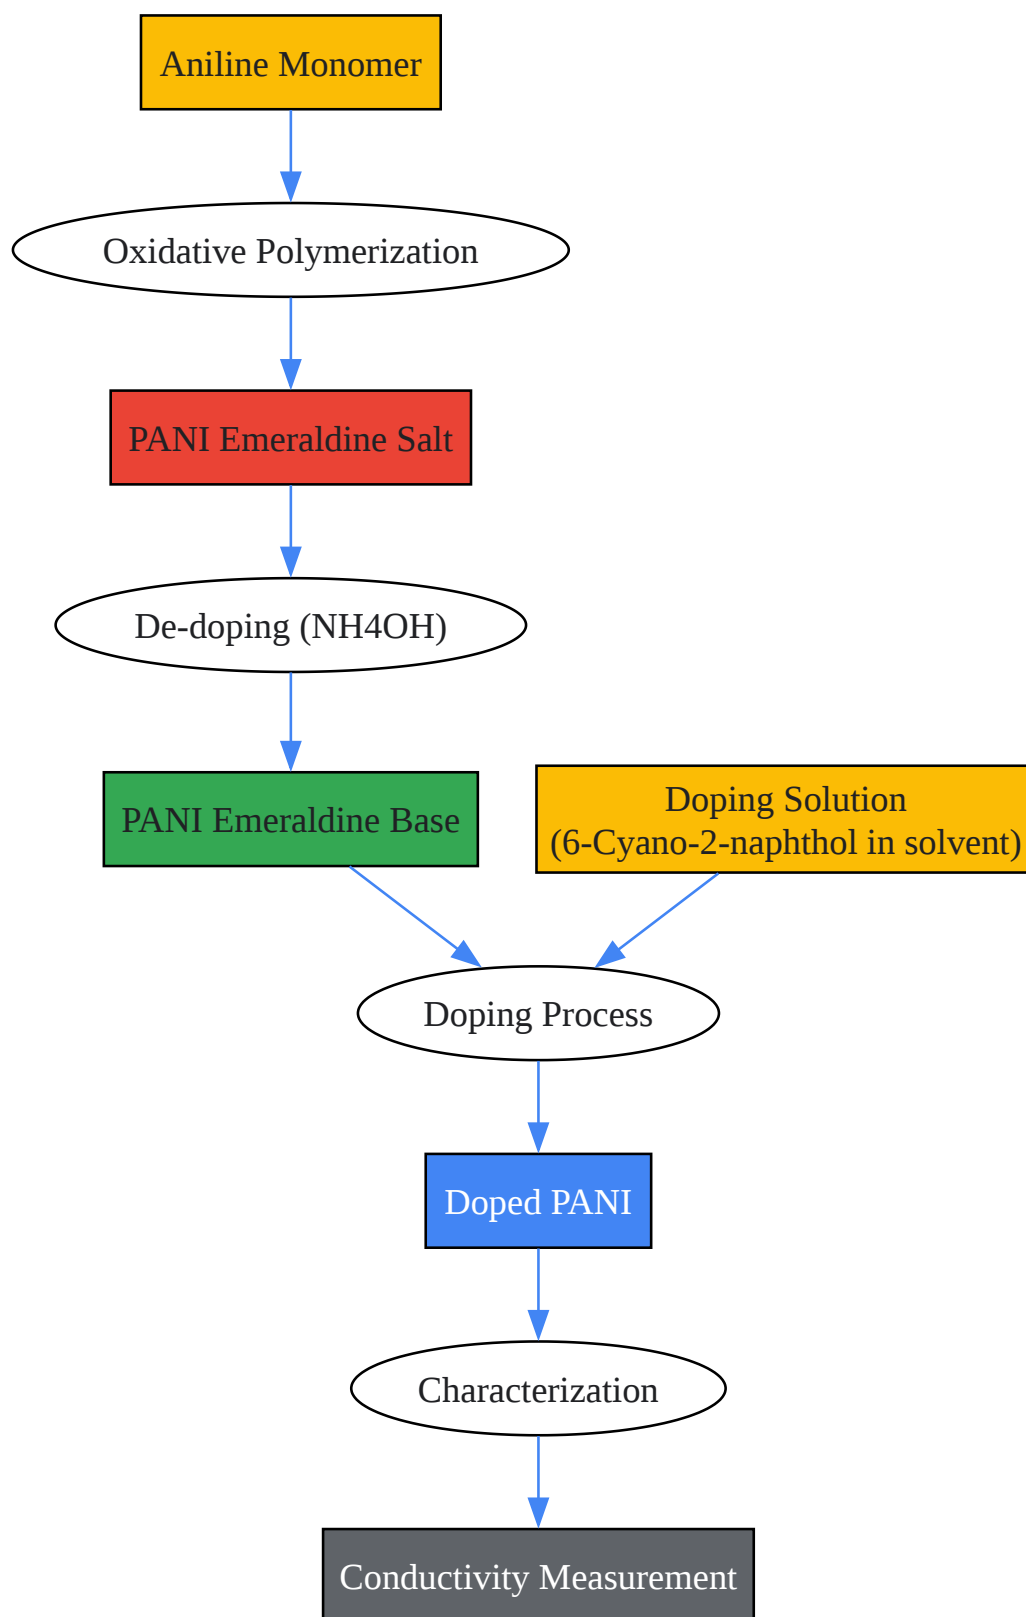 Aniline Monomer
Oxidative Polymerization
PANI Emeraldine Salt
De-doping (NH4OH)
PANI Emeraldine Base
Doping Solution
(6-Cyano-2-naphthol in solvent)
Doping Process
Doped PANI
Characterization
Conductivity Measurement